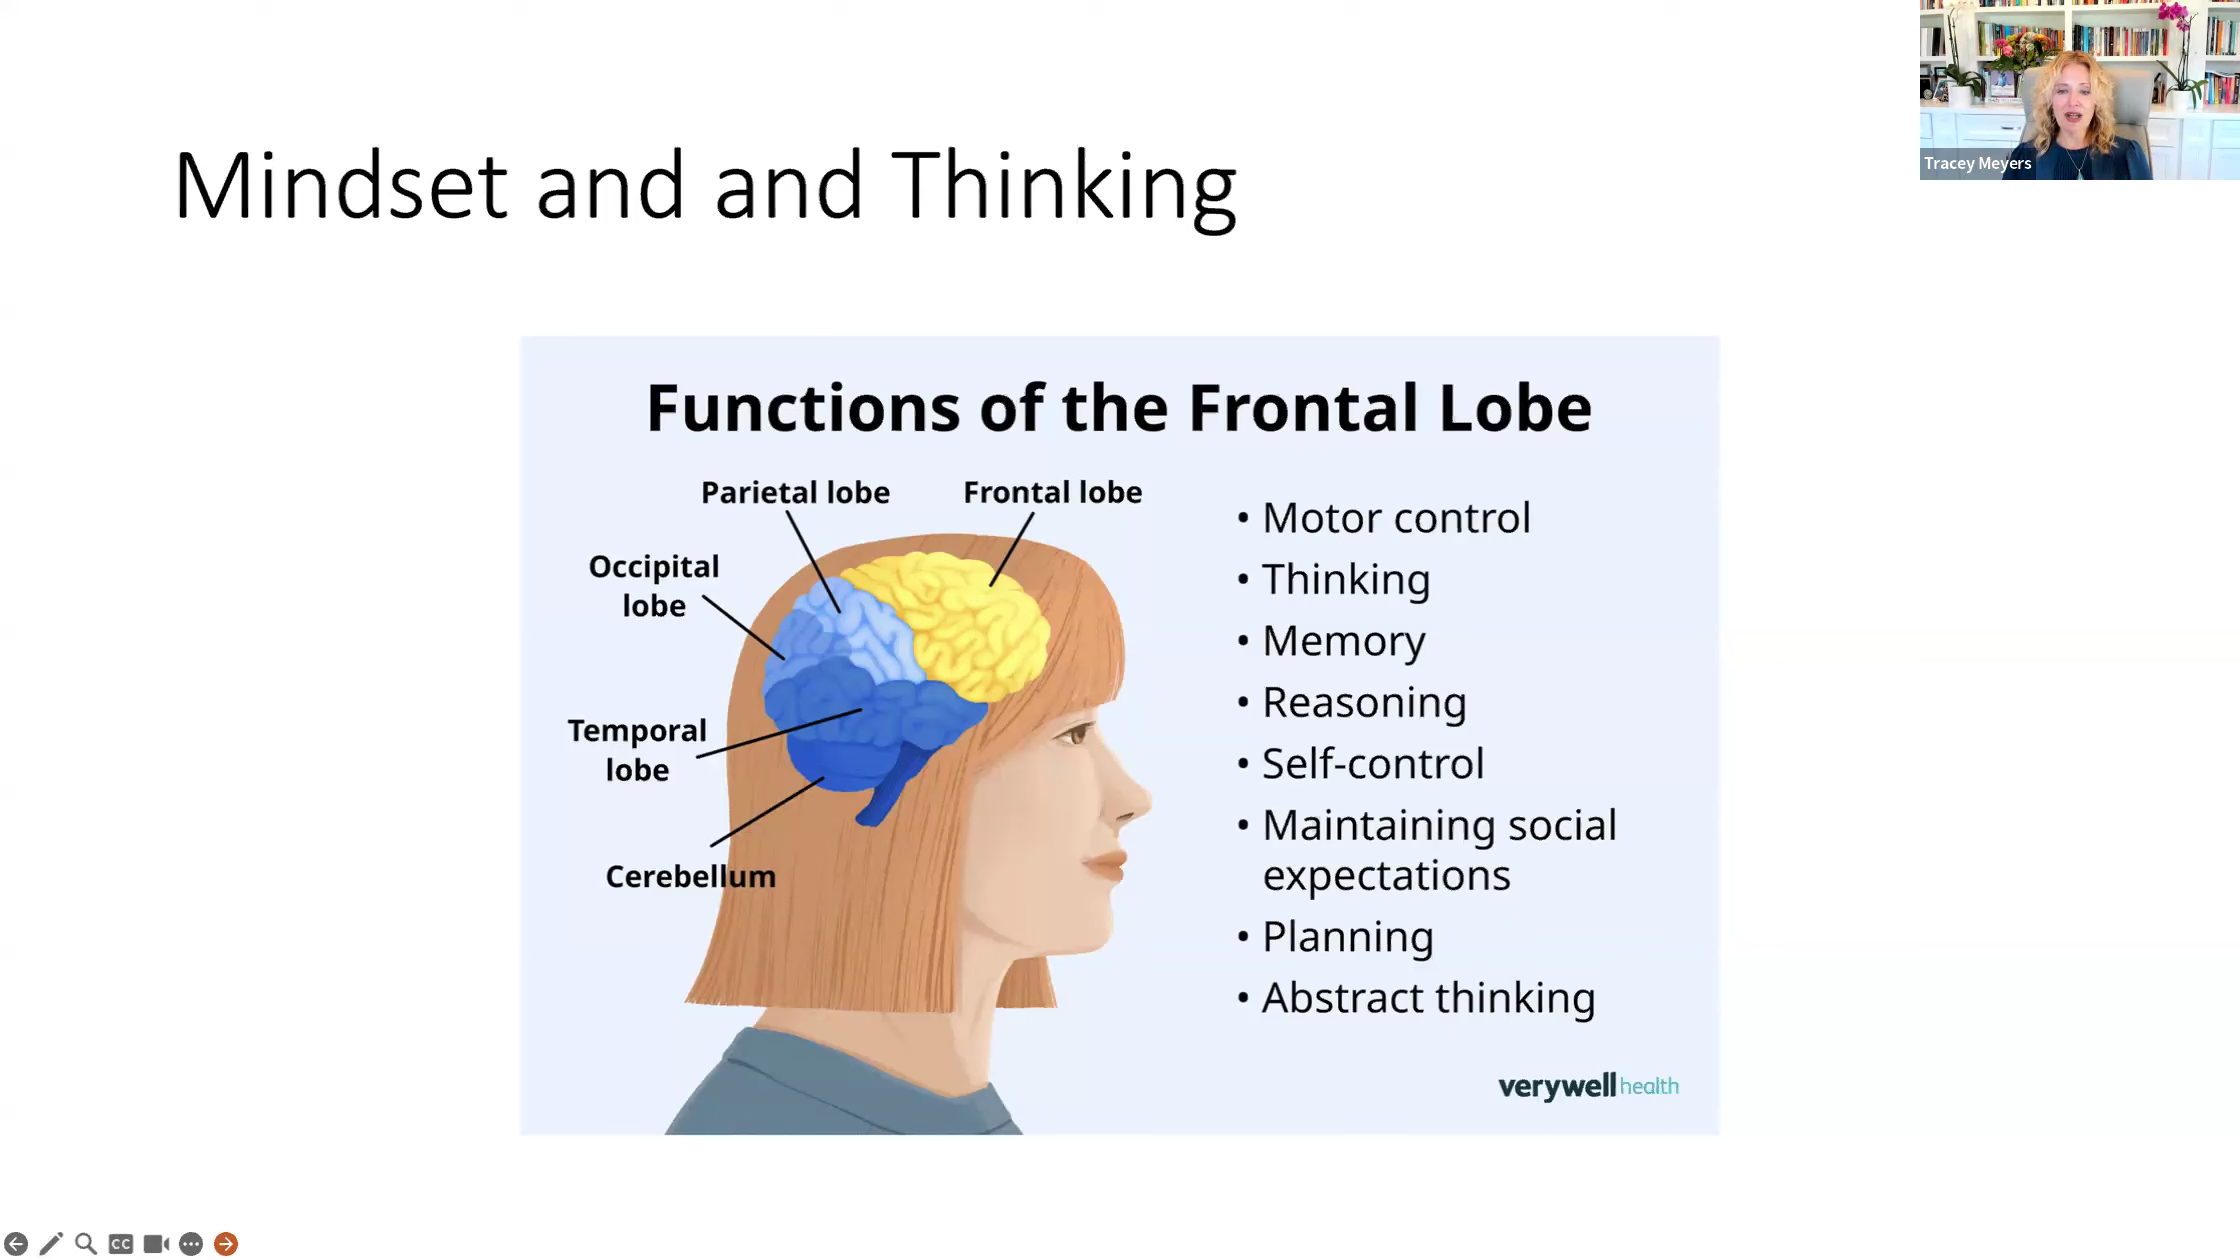 Mindset and and Thinking
Tracey Meyers
Functions of the Frontal Lobe
Parietal lobe
Frontal lobe
Occipital
lobe
Temporal
lobe
Cerebellum
• Motor control
• Thinking
• Memory
• Reasoning
• Self-control
• Maintaining social
expectations
• Planning
• Abstract thinking
verywell health
CC